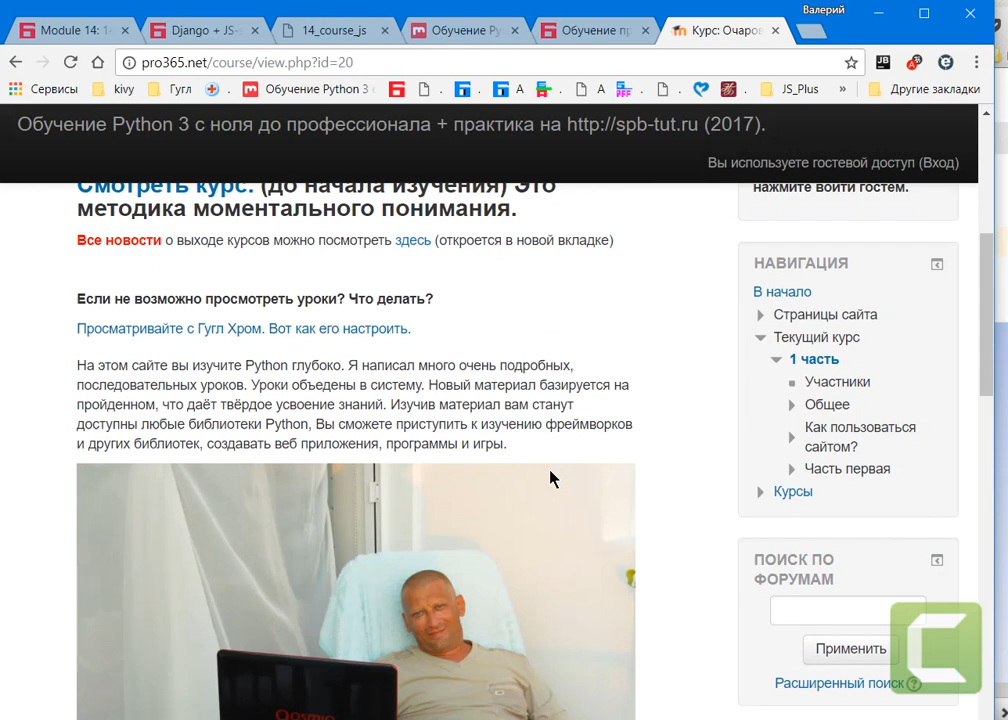 Валерий
Module 14: 1-
Django + JS-
14_course_js
Обучение Py
Обучение пр
Курс: Очаров
pro365.net/course/view.php?id=20
Сервисы
kivy
Гугл
Обучение Python 3
А
А
JS_Plus
»
Другие закладки
Обучение Python 3 с ноля до профессионала + практика на http://spb-tut.ru (2017).
Вы используете гостевой доступ (Вход)
Смотреть курс. (до начала изучения) Это
методика моментального понимания.
Все новости о выходе курсов можно посмотреть здесь (откроется в новой вкладке)
Если не возможно просмотреть уроки? Что делать?
Просматривайте с Гугл Хром. Вот как его настроить.
На этом сайте вы изучите Python глубоко. Я написал много очень подробных,
последовательных уроков. Уроки объедены в систему. Новый материал базируется на
пройденном, что даёт твёрдое усвоение знаний. Изучив материал вам станут
доступны любые библиотеки Python, Вы сможете приступить к изучению фреймворков
и других библиотек, создавать веб приложения, программы и игры.
Qosmio
нажмите войти гостем.
НАВИГАЦИЯ
В начало
Страницы сайта
Текущий курс
1 часть
Участники
Общее
Как пользоваться
сайтом?
Часть первая
Курсы
ПОИСК ПО
ФОРУМАМ
Применить
Расширенный поиск